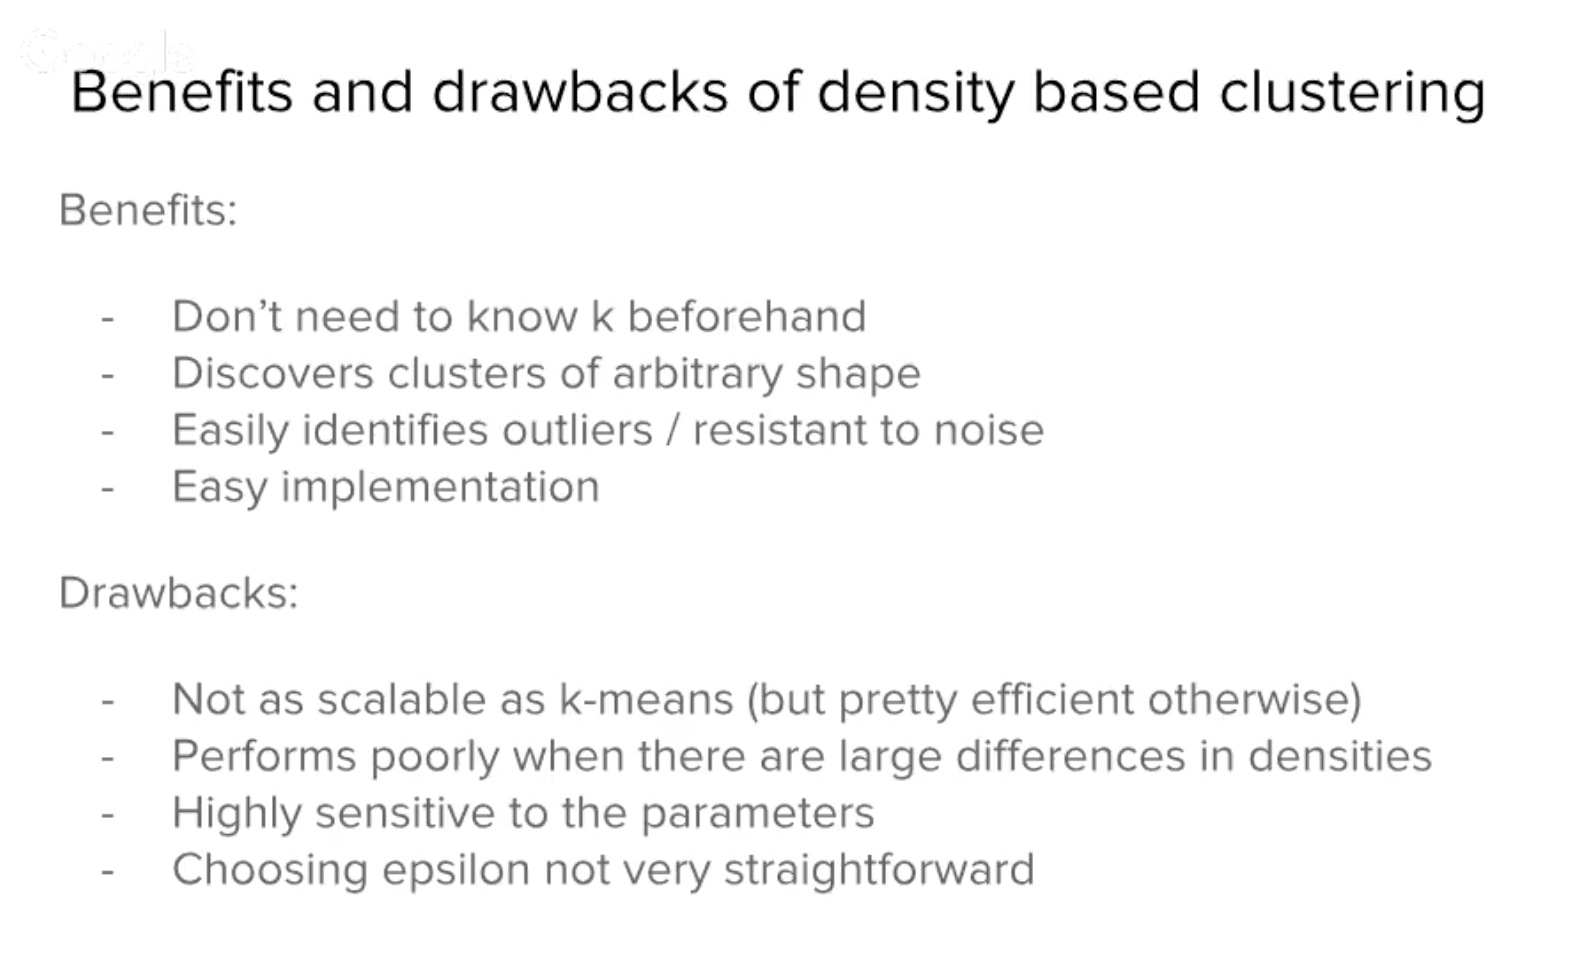 Google
Benefits and drawbacks of density based clustering
Benefits:
- Don’t need to know k beforehand
- Discovers clusters of arbitrary shape
- Easily identifies outliers / resistant to noise
- Easy implementation
Drawbacks:
- Not as scalable as k-means (but pretty efficient otherwise)
- Performs poorly when there are large differences in densities
- Highly sensitive to the parameters
- Choosing epsilon not very straightforward